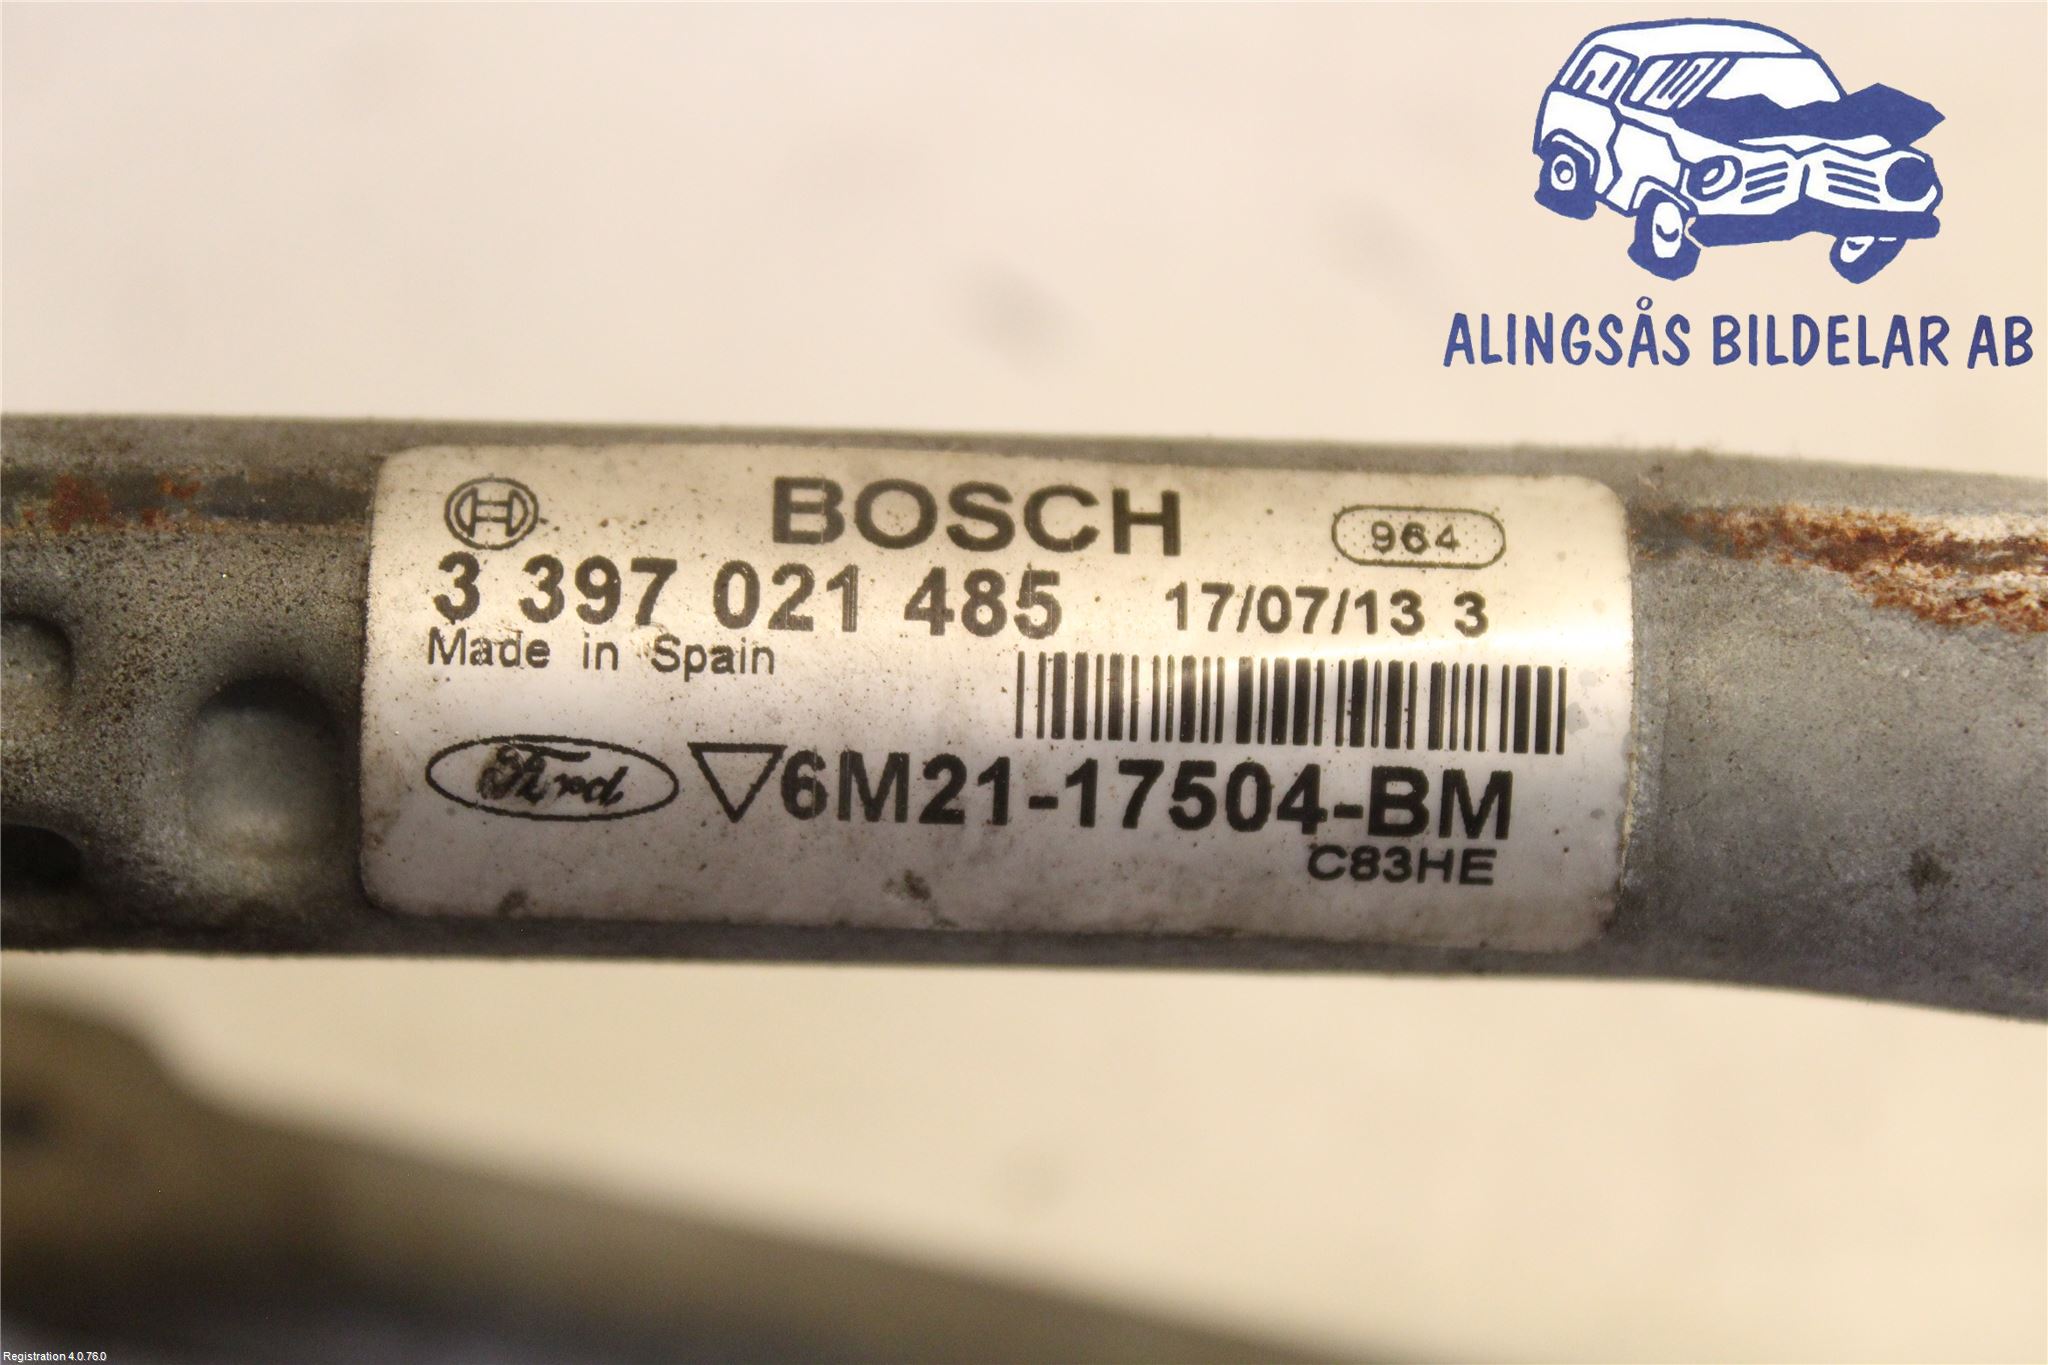 ALINGSÅS BILDELAR AB
BOSCH
964
3 397 021 485 17/07/13 3
Made in Spain
Ford 6M21-17504-BM
C83HE
Registration 4.0.76.0